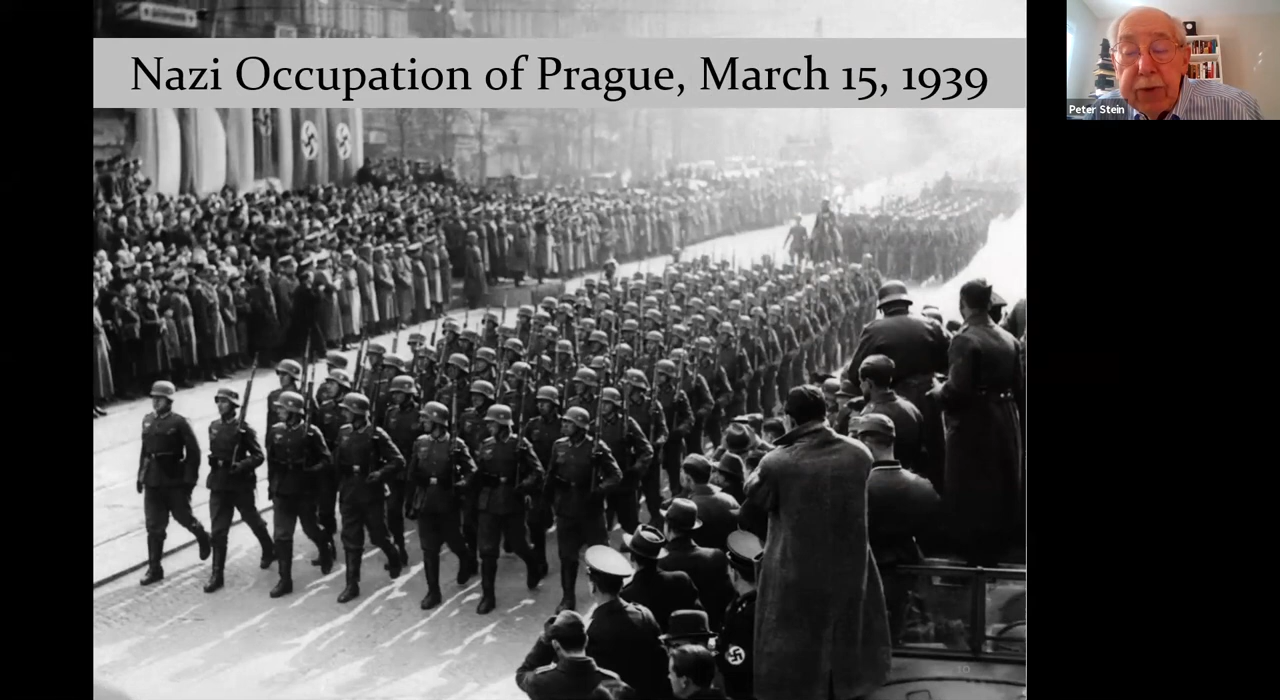 Nazi Occupation of Prague, March 15, 1939
Peter Stein